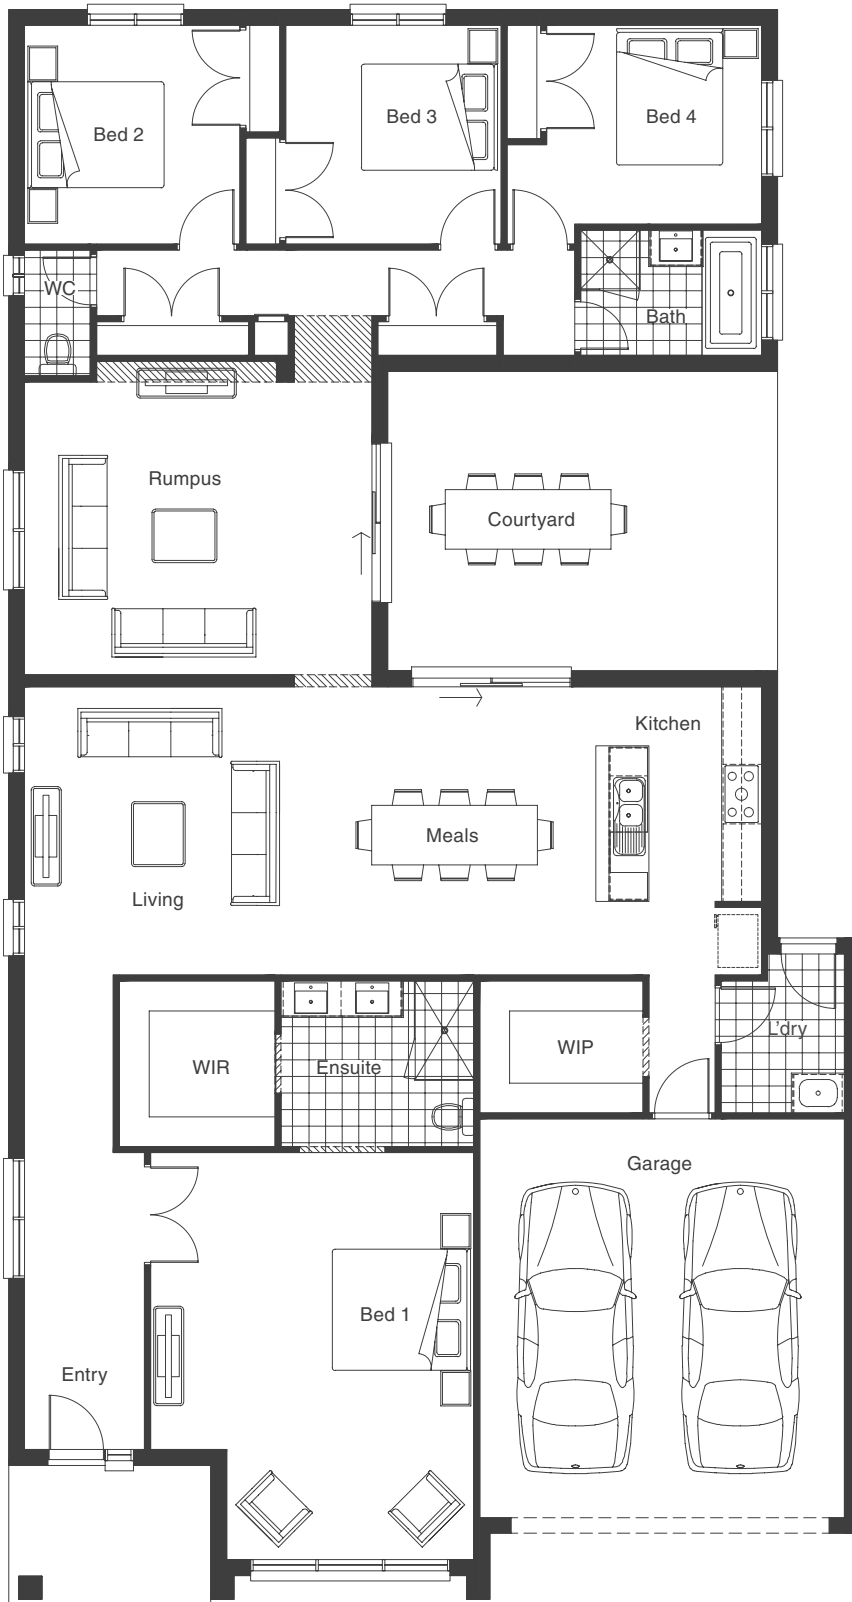 Bed 2
Bed 3
Bed 4
WC
Bath
Rumpus
Courtyard
Kitchen
Meals
Living
L'dry
WIR
Ensuite
WIP
Garage
Bed 1
Entry